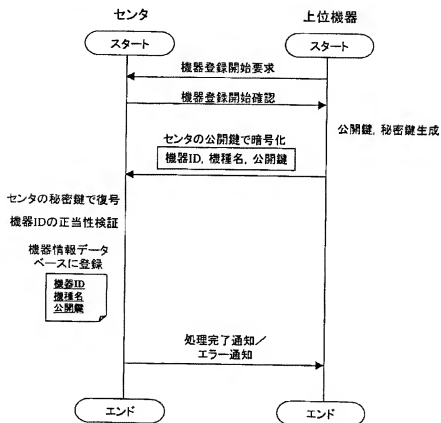 センタ
上位機器
スタート
スタート
機器登録開始要求
機器登録開始確認
公開鍵, 秘密鍵生成
センタの公開鍵で暗号化
機器ID, 機種名, 公開鍵
センタの秘密鍵で復号
機器IDの正当性検証
機器情報データ
ベースに登録
機器ID
機種名
公開鍵
処理完了通知／
エラー通知
エンド
エンド